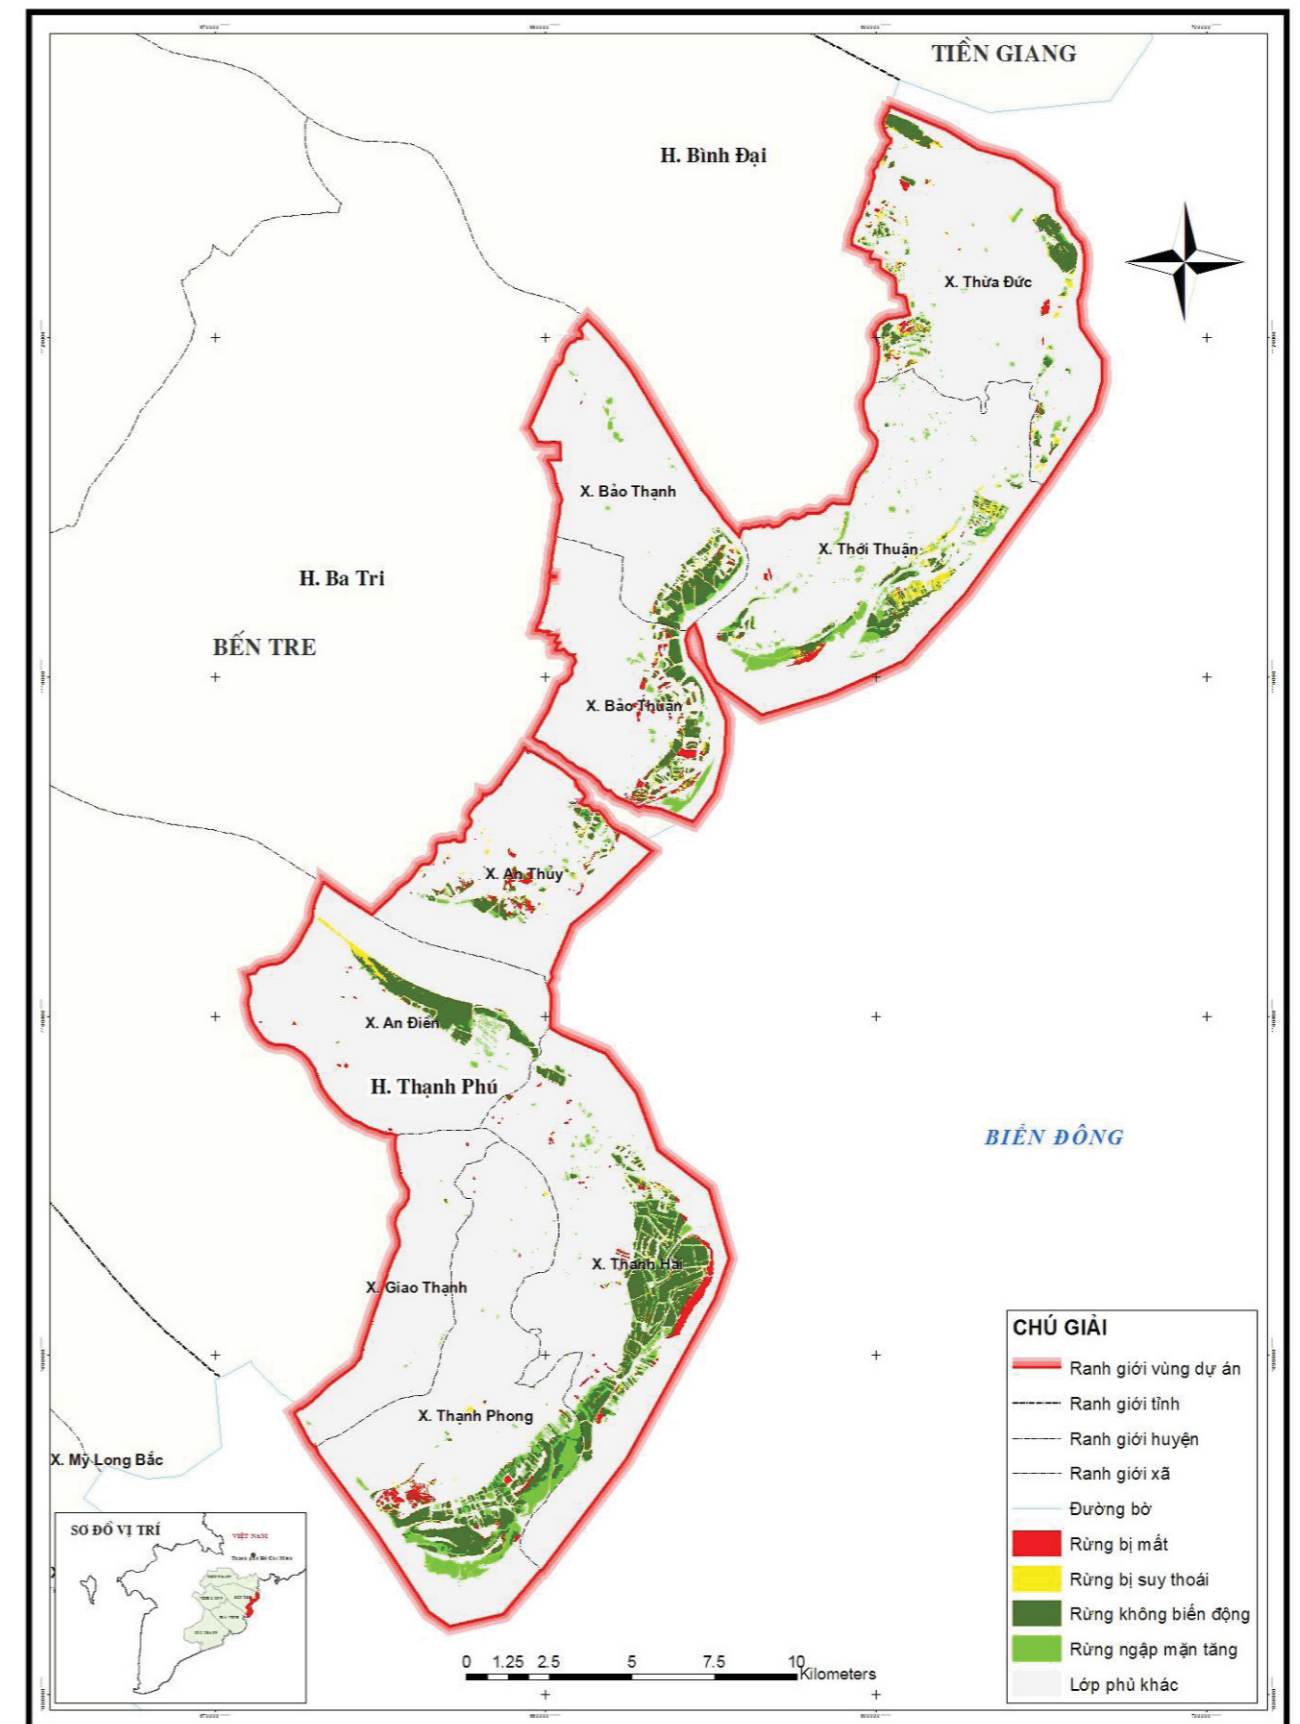 TIỀN GIANG
H. Bình Đại
X. Thừa Đức
X. Bảo Thạnh
X. Thới Thuận
H. Ba Tri
BẾN TRE
X. Bảo Thuận
X. An Thủy
X. An Điền
H. Thạnh Phú
BIỂN ĐÔNG
X. Thạnh Hải
X. Giao Thạnh
X. Thạnh Phong
X. Mỹ Long Bắc
CHÚ GIẢI
Ranh giới vùng dự án
Ranh giới tỉnh
Ranh giới huyện
Ranh giới xã
Đường bờ
Rừng bị mất
Rừng bị suy thoái
Rừng không biến động
Rừng ngập mặn tăng
Lớp phủ khác
SƠ ĐỒ VỊ TRÍ
VIỆT NAM
0 1.25 2.5 5 7.5 10
Kilometers